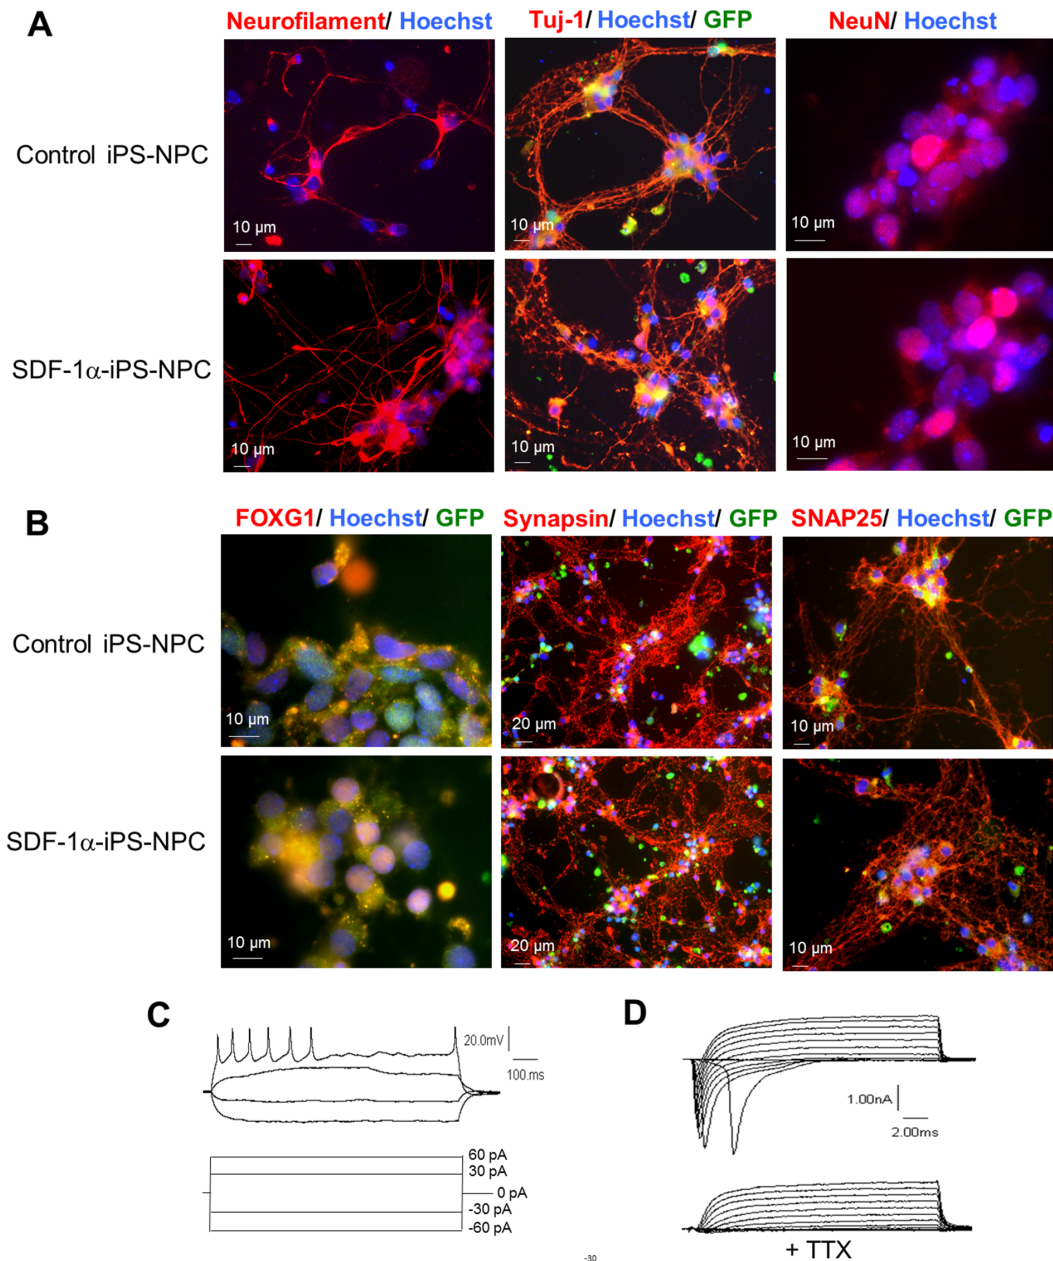 A
Neurofilament/ Hoechst
Tuj-1/ Hoechst/ GFP
NeuN/ Hoechst
Control iPS-NPC
10 µm
10 µm
10 µm
SDF-1α-iPS-NPC
10 µm
10 µm
10 µm
B
FOXG1/ Hoechst/ GFP
Synapsin/ Hoechst/ GFP
SNAP25/ Hoechst/ GFP
Control iPS-NPC
10 µm
20 µm
10 µm
SDF-1α-iPS-NPC
10 µm
20 µm
10 µm
C
20.0mV
100.ms
60 pA
30 pA
0 pA
-30 pA
-60 pA
D
1.00nA
2.00ms
+ TTX
-30